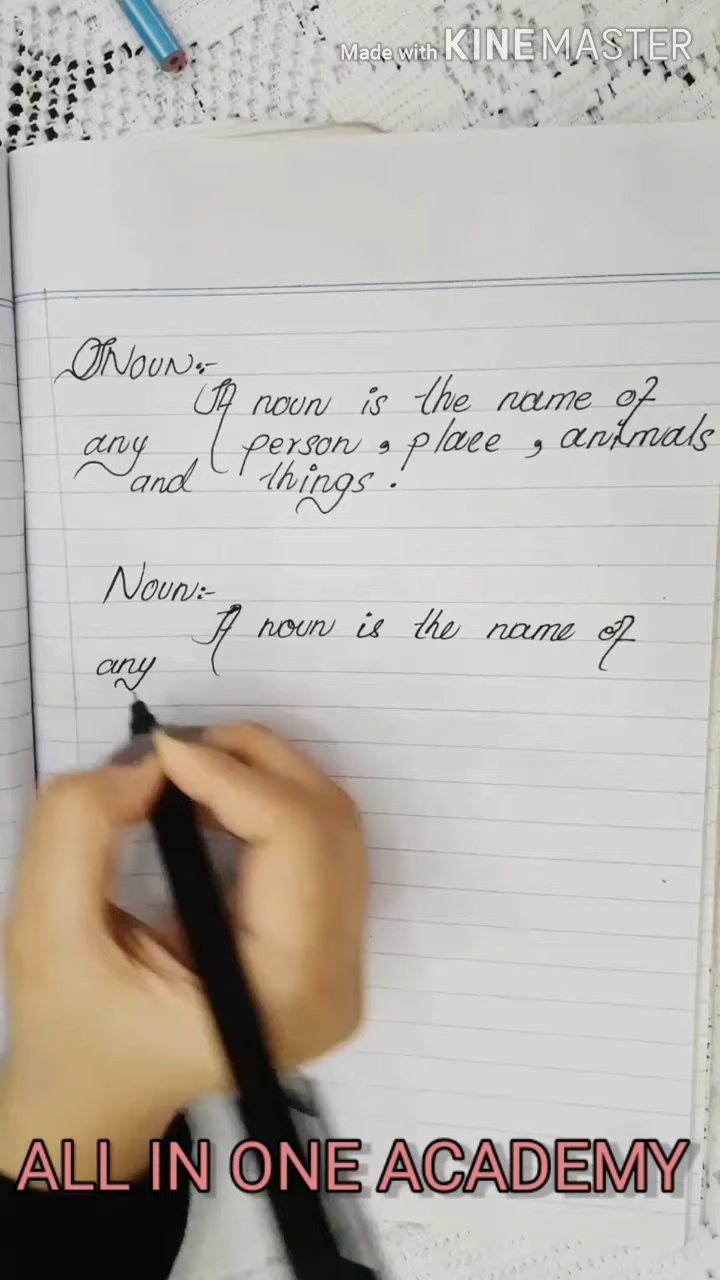 Made with KINEMASTER
Noun:-
A noun is the name of
any person, place, animals
and things.
Noun:-
A noun is the name of
any
ALL IN ONE ACADEMY